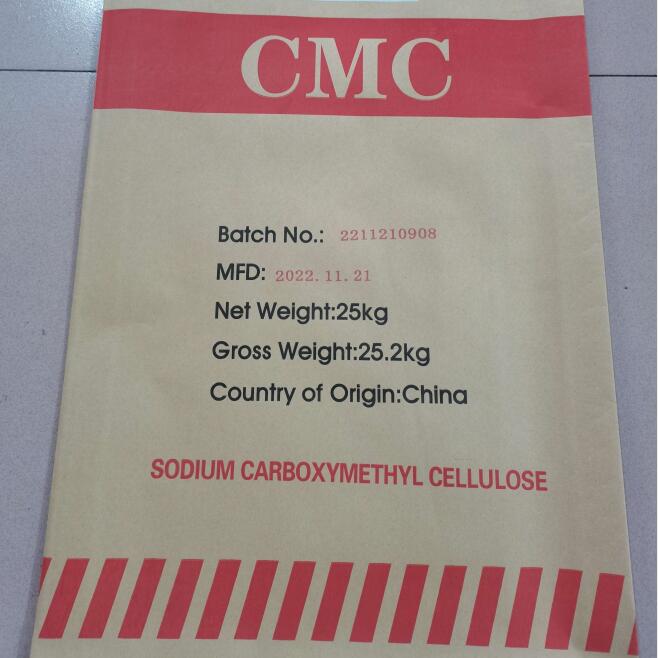 CMC
Batch No.: 2211210908
MFD: 2022.11.21
Net Weight:25kg
Gross Weight:25.2kg
Country of Origin:China
SODIUM CARBOXYMETHYL CELLULOSE